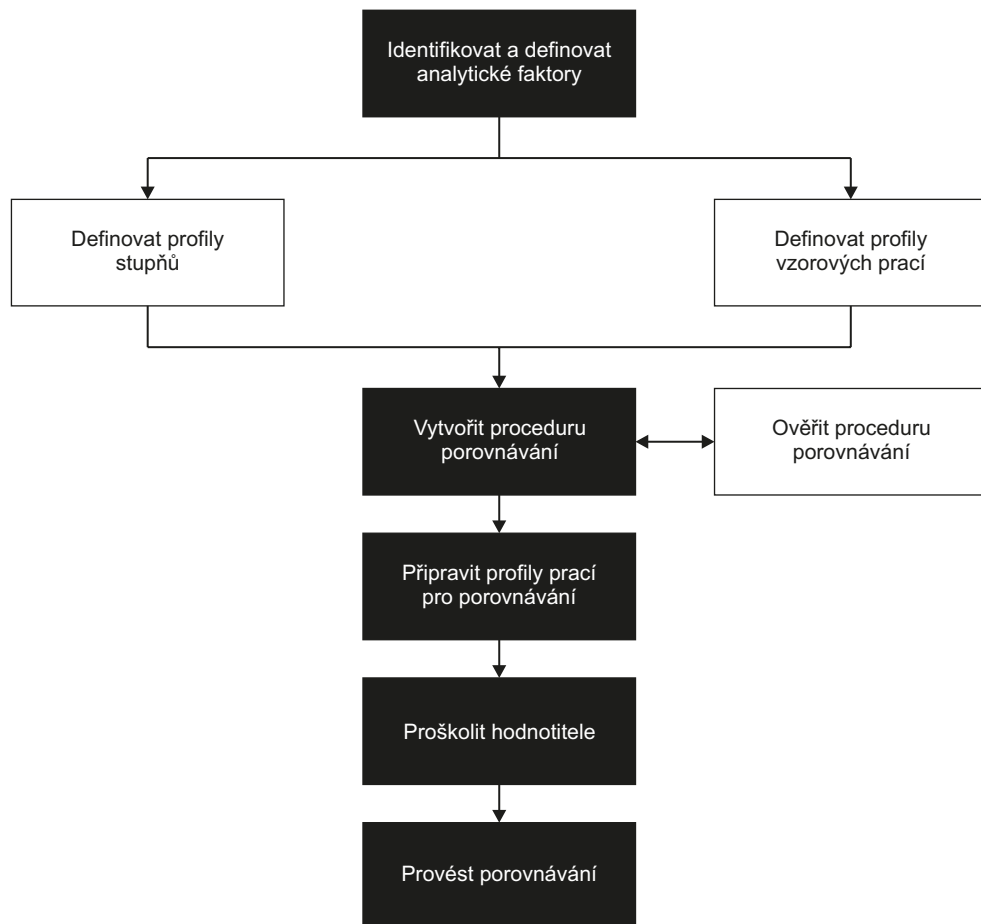 Identifikovat a definovat
analytické faktory
Definovat profily
stupňů
Definovat profily
vzorových prací
Vytvořit proceduru
porovnávání
Ověřit proceduru
porovnávání
Připravit profily prací
pro porovnávání
Proškolit hodnotitele
Provést porovnávání